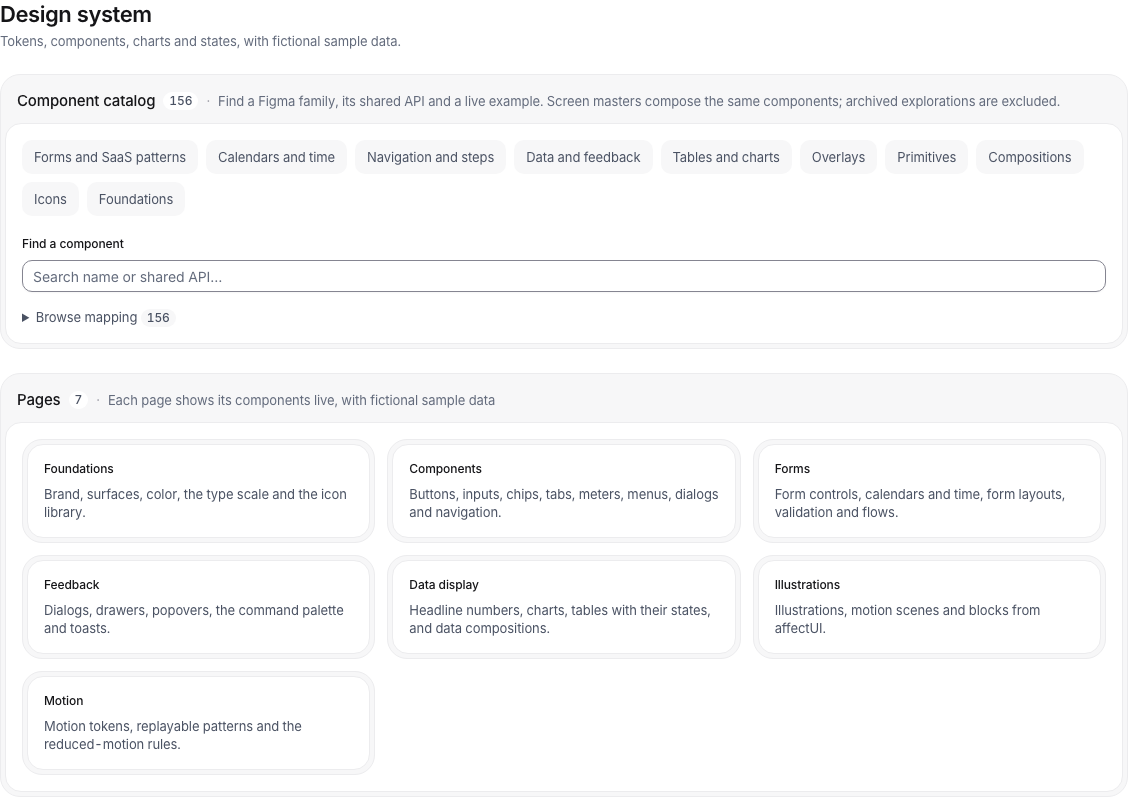 Design system
Tokens, components, charts and states, with fictional sample data.
Component catalog 156 · Find a Figma family, its shared API and a live example. Screen masters compose the same components; archived explorations are excluded.
Forms and SaaS patterns Calendars and time Navigation and steps Data and feedback Tables and charts Overlays Primitives Compositions
Icons Foundations
Find a component
Search name or shared API...
Browse mapping 156
Pages 7 · Each page shows its components live, with fictional sample data
Foundations
Brand, surfaces, color, the type scale and the icon
library.
Components
Buttons, inputs, chips, tabs, meters, menus, dialogs
and navigation.
Forms
Form controls, calendars and time, form layouts,
validation and flows.
Feedback
Dialogs, drawers, popovers, the command palette
and toasts.
Data display
Headline numbers, charts, tables with their states,
and data compositions.
Illustrations
Illustrations, motion scenes and blocks from
affectUI.
Motion
Motion tokens, replayable patterns and the
reduced-motion rules.